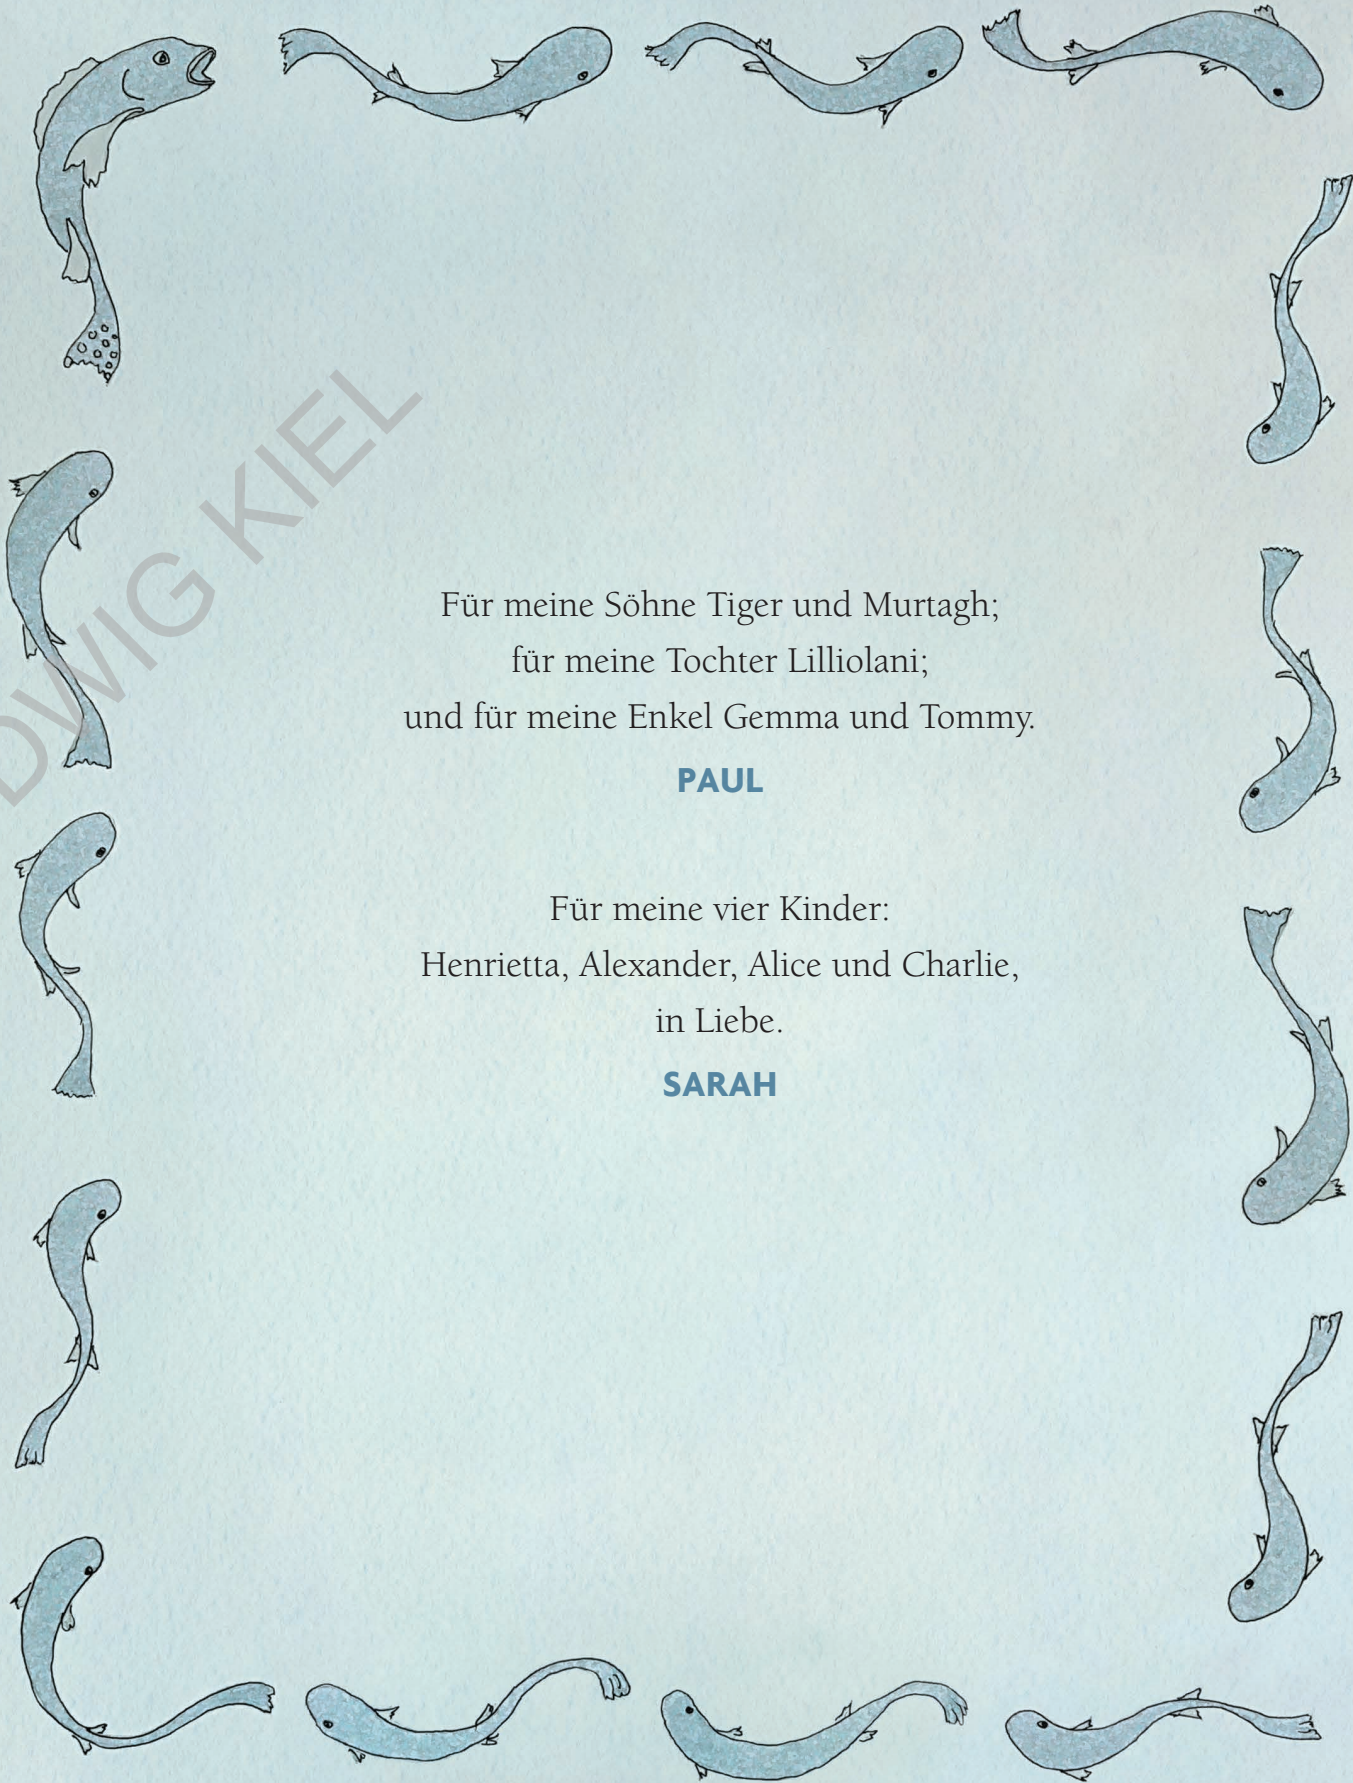 Für meine Söhne Tiger und Murtagh;
für meine Tochter Lilliolani;
und für meine Enkel Gemma und Tommy.
PAUL
Für meine vier Kinder:
Henrietta, Alexander, Alice und Charlie,
in Liebe.
SARAH
KIEL